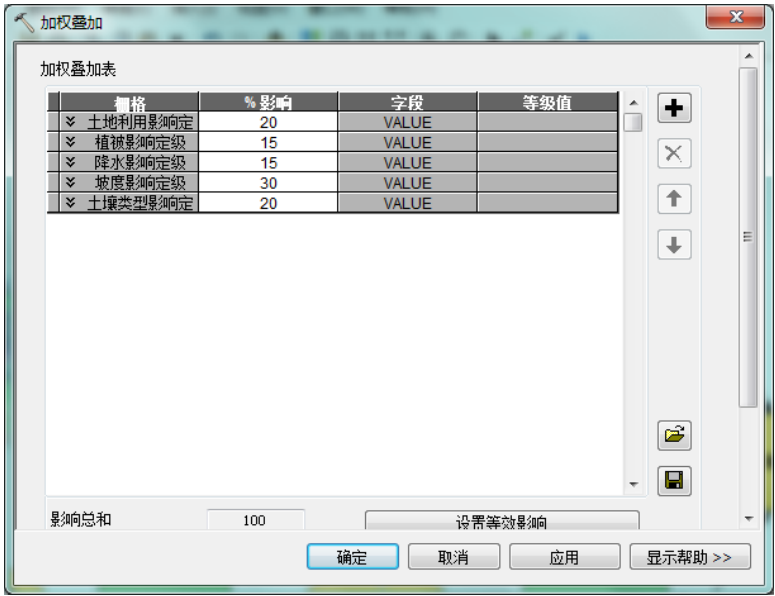 加权叠加
加权叠加表
栅格 % 影响 字段 等级值
土地利用影响定 20 VALUE
植被影响定级 15 VALUE
降水影响定级 15 VALUE
坡度影响定级 30 VALUE
土壤类型影响定 20 VALUE
影响总和 100 设置等效影响
确定 取消 应用 显示帮助 >>